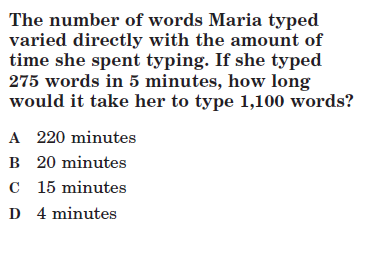 The number of words Maria typed
varied directly with the amount of
time she spent typing. If she typed
275 words in 5 minutes, how long
would it take her to type 1,100 words?
A 220 minutes
B 20 minutes
C 15 minutes
D 4 minutes